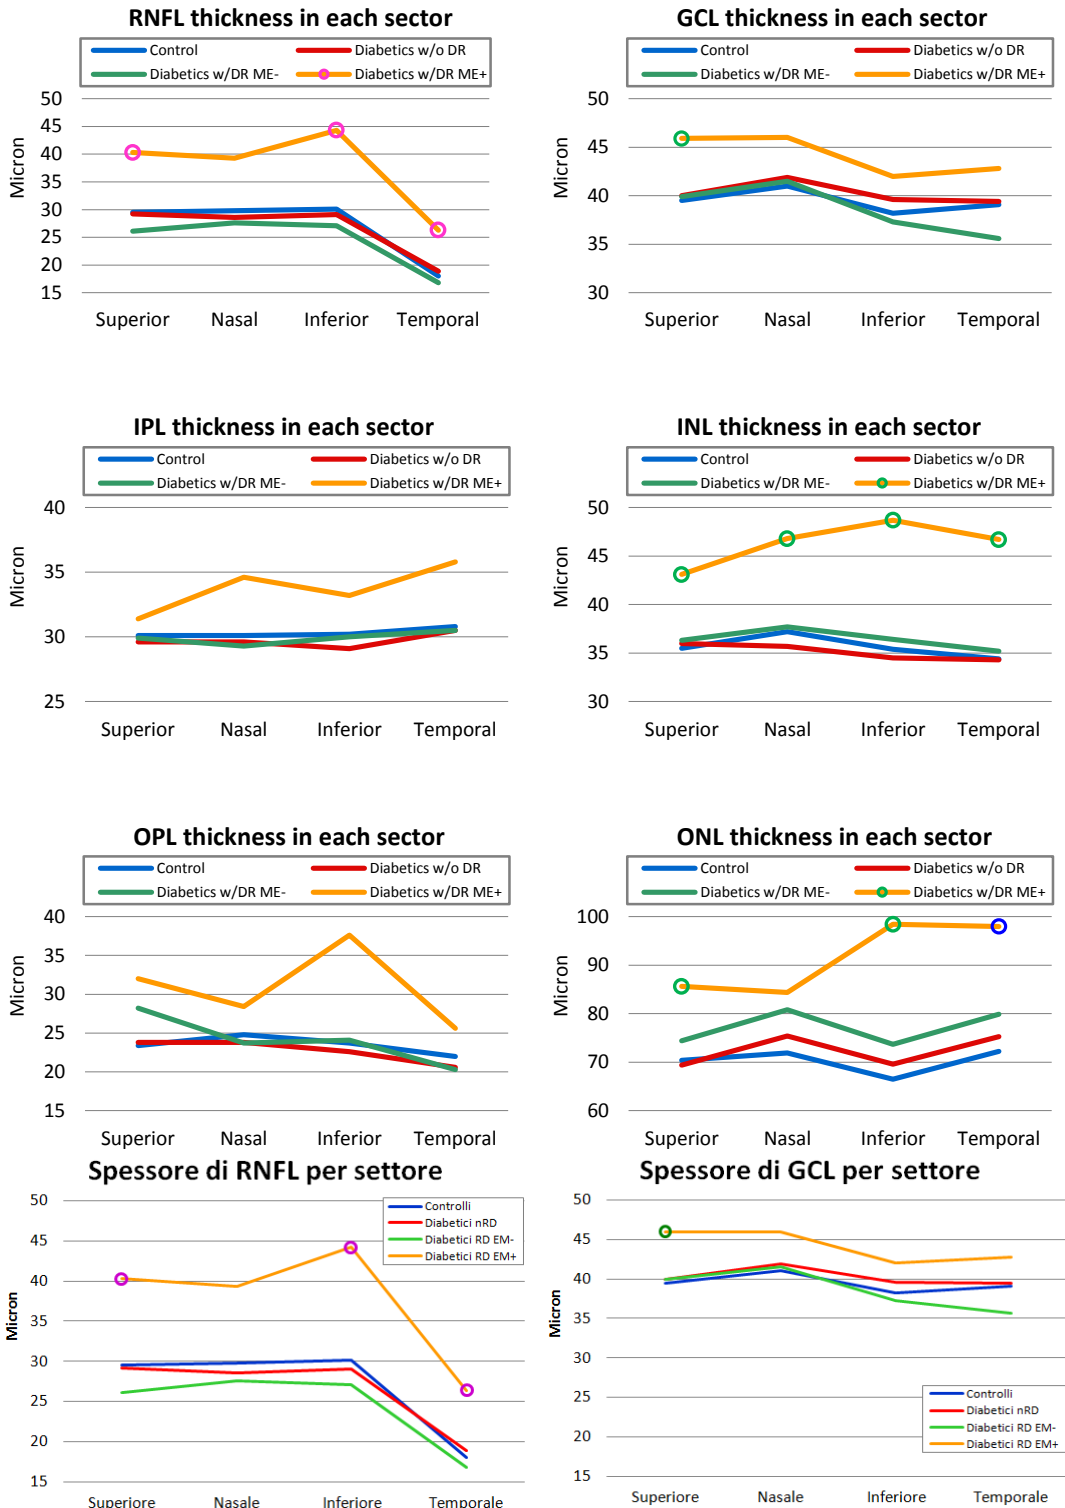 RNFL thickness in each sector
Control
Diabetics w/o DR
Diabetics w/DR ME-
Diabetics w/DR ME+
50
45
40
35
30
25
20
15
Micron
Superior Nasal Inferior Temporal
GCL thickness in each sector
Control
Diabetics w/o DR
Diabetics w/DR ME-
Diabetics w/DR ME+
50
45
40
35
30
Micron
Superior Nasal Inferior Temporal
IPL thickness in each sector
Control
Diabetics w/o DR
Diabetics w/DR ME-
Diabetics w/DR ME+
40
35
30
25
Micron
Superior Nasal Inferior Temporal
INL thickness in each sector
Control
Diabetics w/o DR
Diabetics w/DR ME-
Diabetics w/DR ME+
50
45
40
35
30
Micron
Superior Nasal Inferior Temporal
OPL thickness in each sector
Control
Diabetics w/o DR
Diabetics w/DR ME-
Diabetics w/DR ME+
40
35
30
25
20
15
Micron
Superior Nasal Inferior Temporal
ONL thickness in each sector
Control
Diabetics w/o DR
Diabetics w/DR ME-
Diabetics w/DR ME+
100
90
80
70
60
Micron
Superior Nasal Inferior Temporal
Spessore di RNFL per settore
Controlli
Diabetici nRD
Diabetici RD EM-
Diabetici RD EM+
50
45
40
35
30
25
20
15
Micron
Superiore Nasale Inferiore Temporale
Spessore di GCL per settore
50
45
40
35
30
25
20
15
Micron
Controlli
Diabetici nRD
Diabetici RD EM-
Diabetici RD EM+
Superiore Nasale Inferiore Temporale